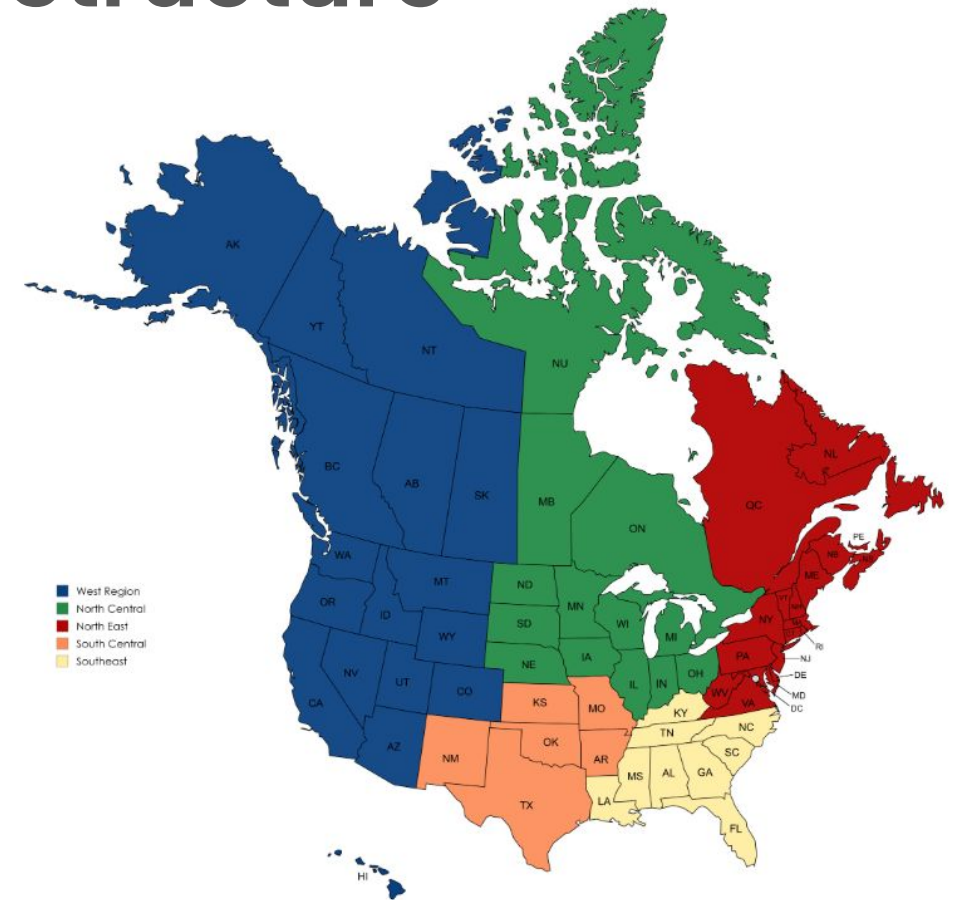 Structure
AK
YT
NT
NU
BC
AB
SK
MB
ON
QC
NL
PE
NB
NS
WA
MT
ND
MN
OR
ID
WY
SD
WI
MI
NY
VT
NH
ME
MA
CT
RI
NJ
DE
MD
DC
West Region
North Central
North East
South Central
Southeast
CA
NV
UT
CO
NE
IA
IL
IN
OH
PA
WV
VA
AZ
NM
KS
MO
KY
OK
AR
TN
NC
SC
TX
LA
MS
AL
GA
FL
HI